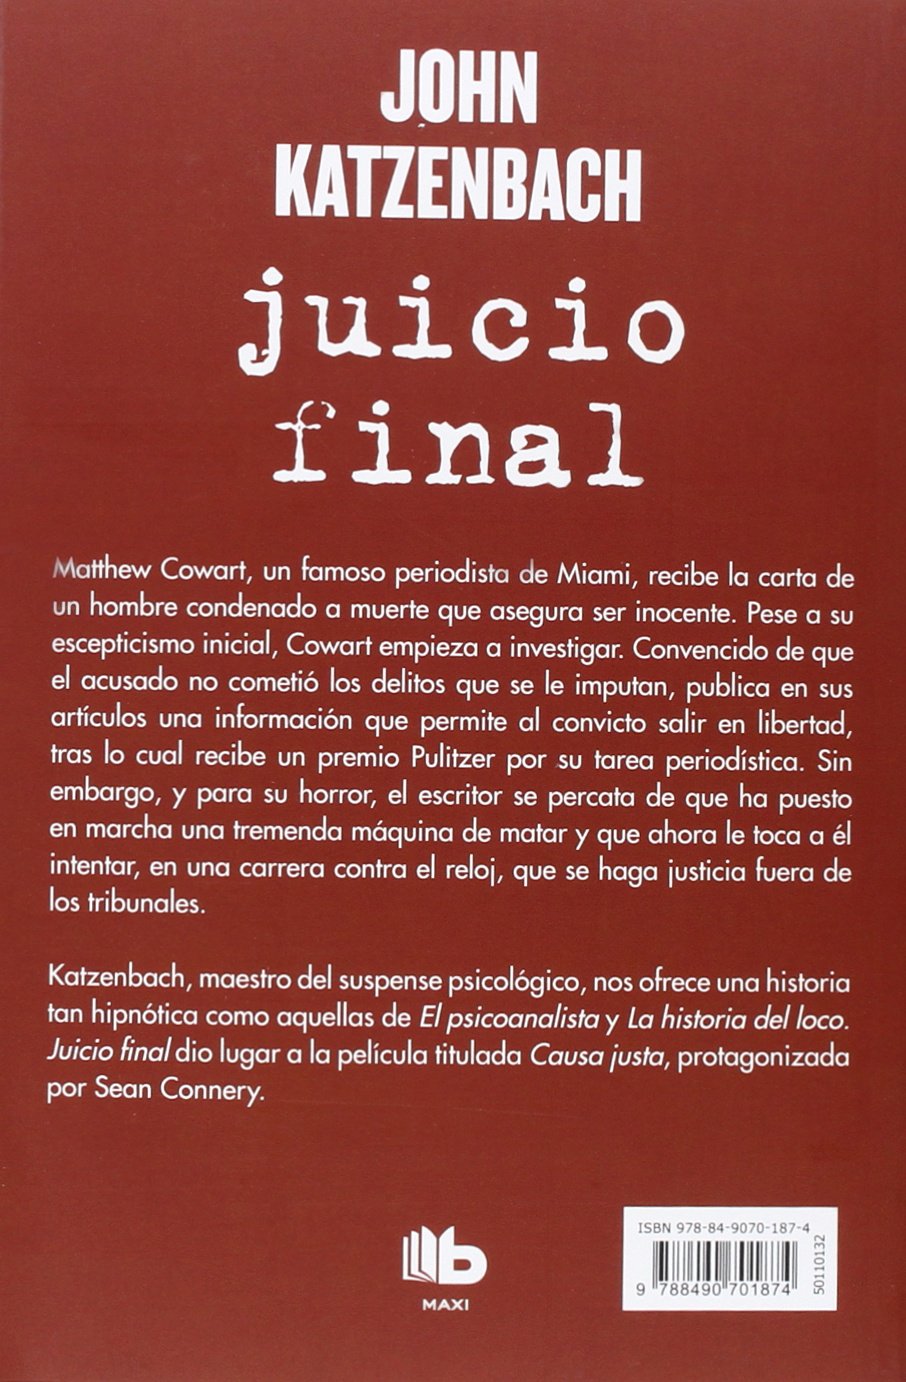 JOHN
KATZENBACH
juicio
final
Matthew Cowart, un famoso periodista de Miami, recibe la carta de
un hombre condenado a muerte que asegura ser inocente. Pese a su
escepticismo inicial, Cowart empieza a investigar. Convencido de que
el acusado no cometió los delitos que se le imputan, publica en sus
artículos una información que permite al convicto salir en libertad,
tras lo cual recibe un premio Pulitzer por su tarea periodística. Sin
embargo, y para su horror, el escritor se percata de que ha puesto
en marcha una tremenda máquina de matar y que ahora le toca a él
intentar, en una carrera contra el reloj, que se haga justicia fuera de
los tribunales.
Katzenbach, maestro del suspense psicológico, nos ofrece una historia
tan hipnótica como aquellas de El psicoanalista y La historia del loco.
Juicio final dio lugar a la película titulada Causa justa, protagonizada
por Sean Connery.
b
MAXI
ISBN 978-84-9070-187-4
9 788490 701874
50110132